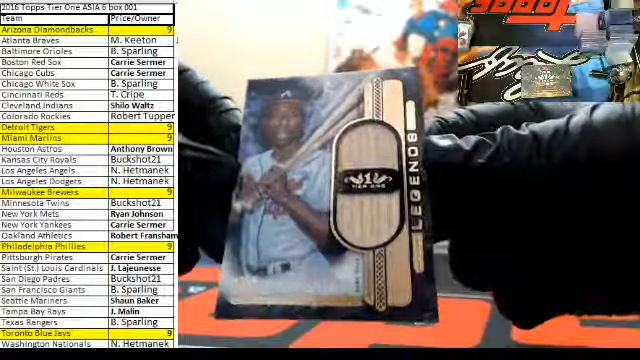 2016 Topps Tier One ASIA 6 box 001
Team Price/Owner
Arizona Diamondbacks 9
Atlanta Braves M. Keeton
Baltimore Orioles B. Sparling
Boston Red Sox Carrie Sermer
Chicago Cubs Carrie Sermer
Chicago White Sox B. Sparling
Cincinnati Reds T. Cripe
Cleveland Indians Shilo Waltz
Colorado Rockies Robert Tupper
Detroit Tigers 9
Miami Marlins 9
Houston Astros Anthony Brown
Kansas City Royals Buckshot21
Los Angeles Angels N. Hetmanek
Los Angeles Dodgers N. Hetmanek
Milwaukee Brewers 9
Minnesota Twins Buckshot21
New York Mets Ryan Johnson
New York Yankees Carrie Sermer
Oakland Athletics Robert Fransham
Philadelphia Phillies 9
Pittsburgh Pirates Carrie Sermer
Saint (St.) Louis Cardinals J. Lajeunesse
San Diego Padres Buckshot21
San Francisco Giants B. Sparling
Seattle Mariners Shaun Baker
Tampa Bay Rays J. Malin
Texas Rangers B. Sparling
Toronto Blue Jays 9
Washington Nationals N. Hetmanek
1
TIER ONE
LEGENDS
topps